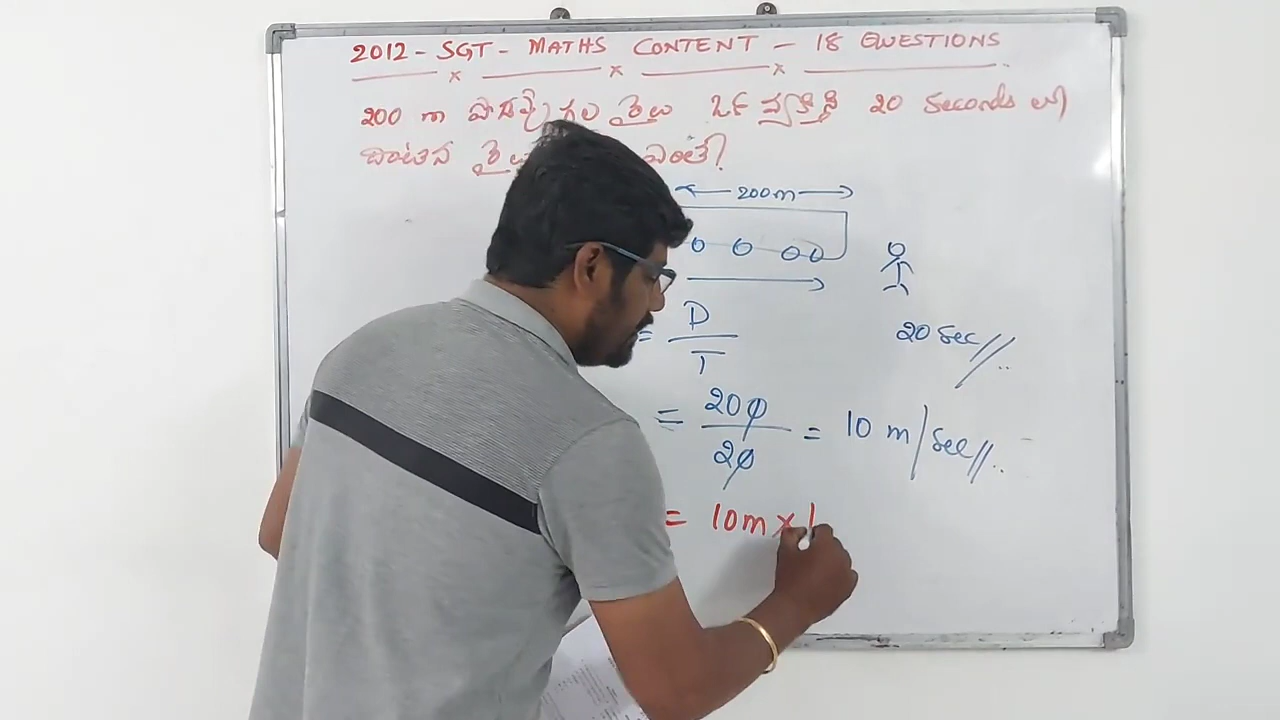 2012 - SGT - MATHS CONTENT - 18 QUESTIONS
200 m పొడవు గల రైలు ఒక వ్యక్తిని 20 seconds లో
దాటిన రైలు ఎంత?
200m
= D
T
20 sec//..
= 200
20
= 10 m/sec//..
= 10m x